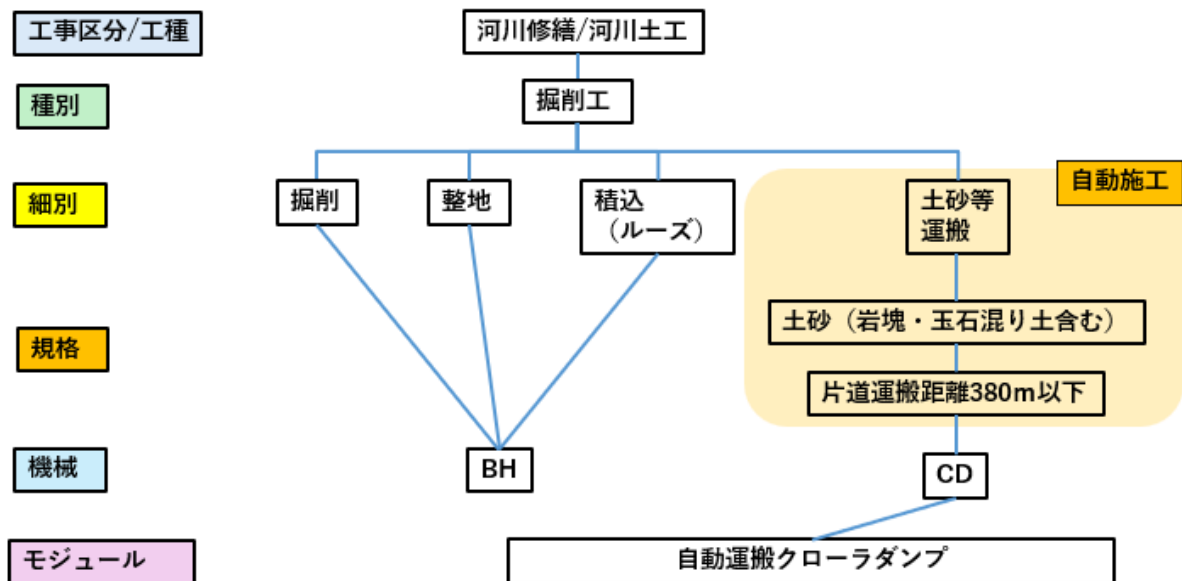 工事区分/工種
河川修繕/河川土工
種別
掘削工
自動施工
細別
掘削
整地
積込
（ルーズ）
土砂等
運搬
規格
土砂（岩塊・玉石混り土含む）
片道運搬距離380m以下
機械
BH
CD
モジュール
自動運搬クローラダンプ